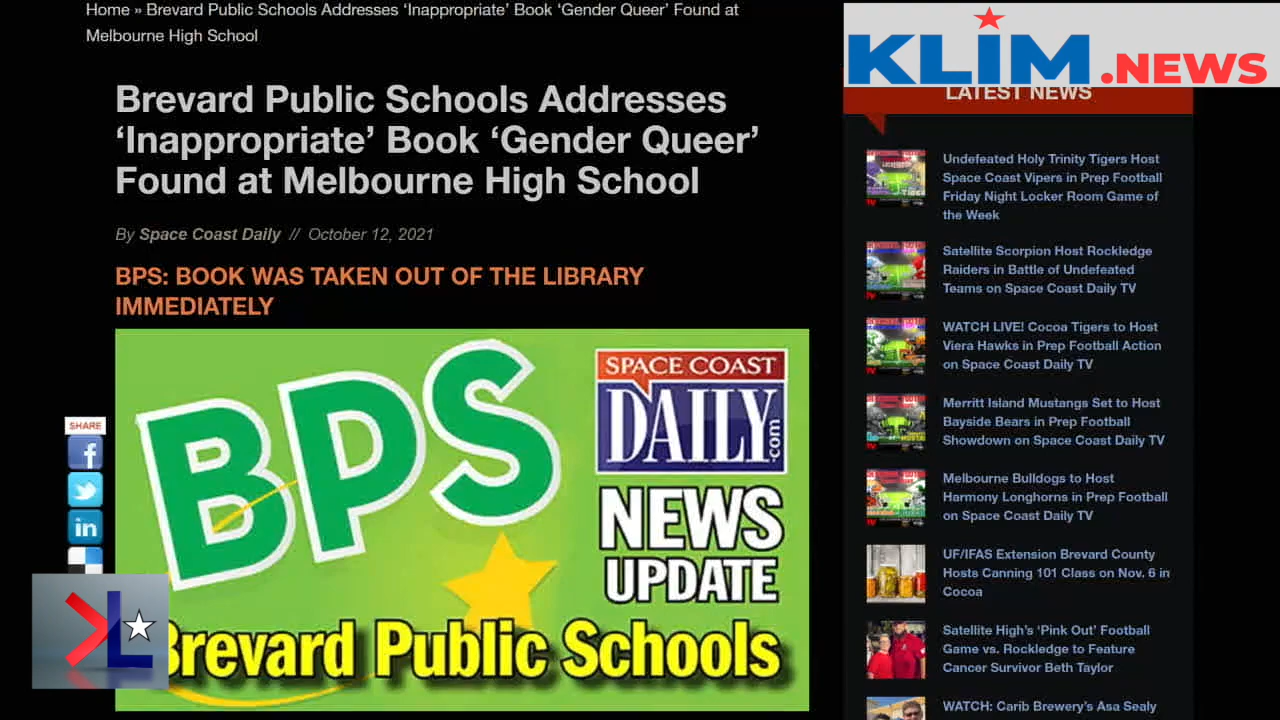 Home » Brevard Public Schools Addresses ‘Inappropriate’ Book ‘Gender Queer’ Found at
Melbourne High School
Brevard Public Schools Addresses
‘Inappropriate’ Book ‘Gender Queer’
Found at Melbourne High School
By Space Coast Daily // October 12, 2021
BPS: BOOK WAS TAKEN OUT OF THE LIBRARY
IMMEDIATELY
BPS
SPACE COAST
DAILY.com
NEWS
UPDATE
Brevard Public Schools
SHARE
f
in
KL
KLiM.NEWS
LATEST NEWS
Undefeated Holy Trinity Tigers Host
Space Coast Vipers in Prep Football
Friday Night Locker Room Game of
the Week
Satellite Scorpion Host Rockledge
Raiders in Battle of Undefeated
Teams on Space Coast Daily TV
WATCH LIVE! Cocoa Tigers to Host
Viera Hawks in Prep Football Action
on Space Coast Daily TV
Merritt Island Mustangs Set to Host
Bayside Bears in Prep Football
Showdown on Space Coast Daily TV
Melbourne Bulldogs to Host
Harmony Longhorns in Prep Football
on Space Coast Daily TV
UF/IFAS Extension Brevard County
Hosts Canning 101 Class on Nov. 6 in
Cocoa
Satellite High’s ‘Pink Out’ Football
Game vs. Rockledge to Feature
Cancer Survivor Beth Taylor
WATCH: Carib Brewery’s Asa Sealy